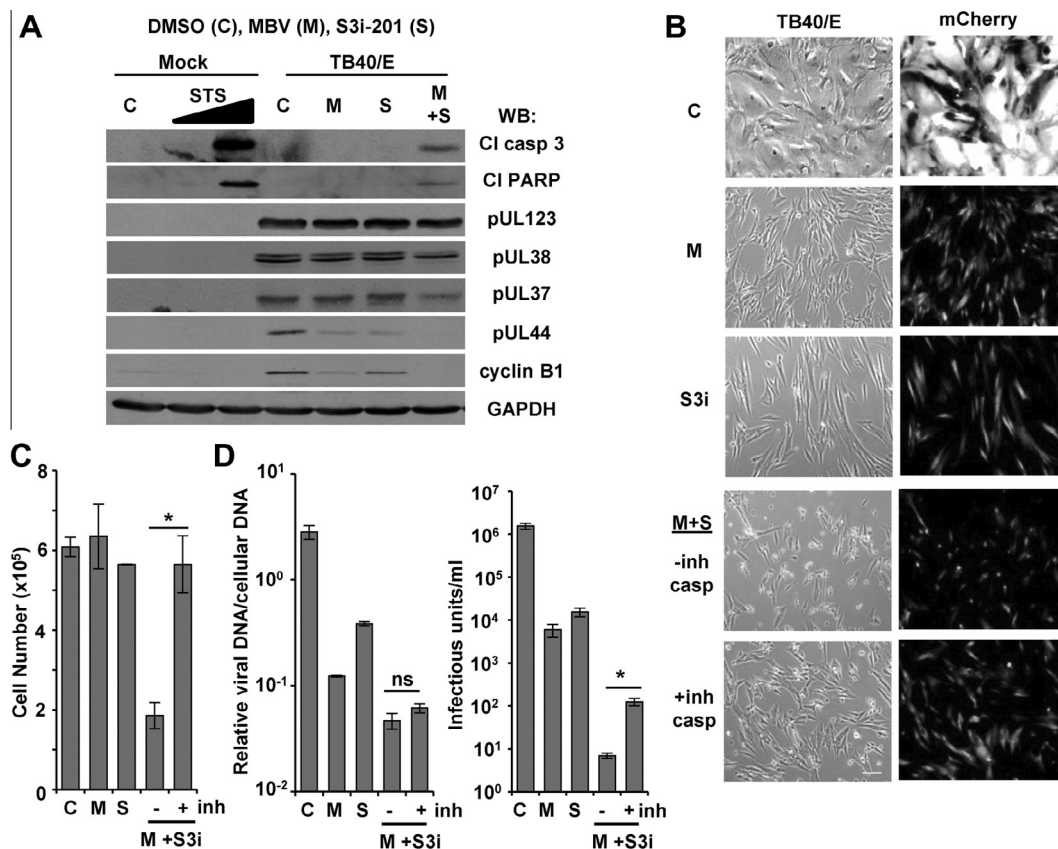 A
DMSO (C), MBV (M), S3i-201 (S)
Mock
TB40/E
C
STS
C
M
S
M
+S
WB:
Cl casp 3
Cl PARP
pUL123
pUL38
pUL37
pUL44
cyclin B1
GAPDH
B
TB40/E
mCherry
C
M
S3i
M+S
-inh
casp
+inh
casp
C
Cell Number (x10⁵)
8
6
4
2
0
*
C
M
S
-
+
inh
M +S3i
D
Relative viral DNA/cellular DNA
10¹
10⁰
10⁻¹
10⁻²
ns
C
M
S
-
+
inh
M +S3i
Infectious units/ml
10⁷
10⁶
10⁵
10⁴
10³
10²
10¹
10⁰
*
C
M
S
-
+
inh
M +S3i